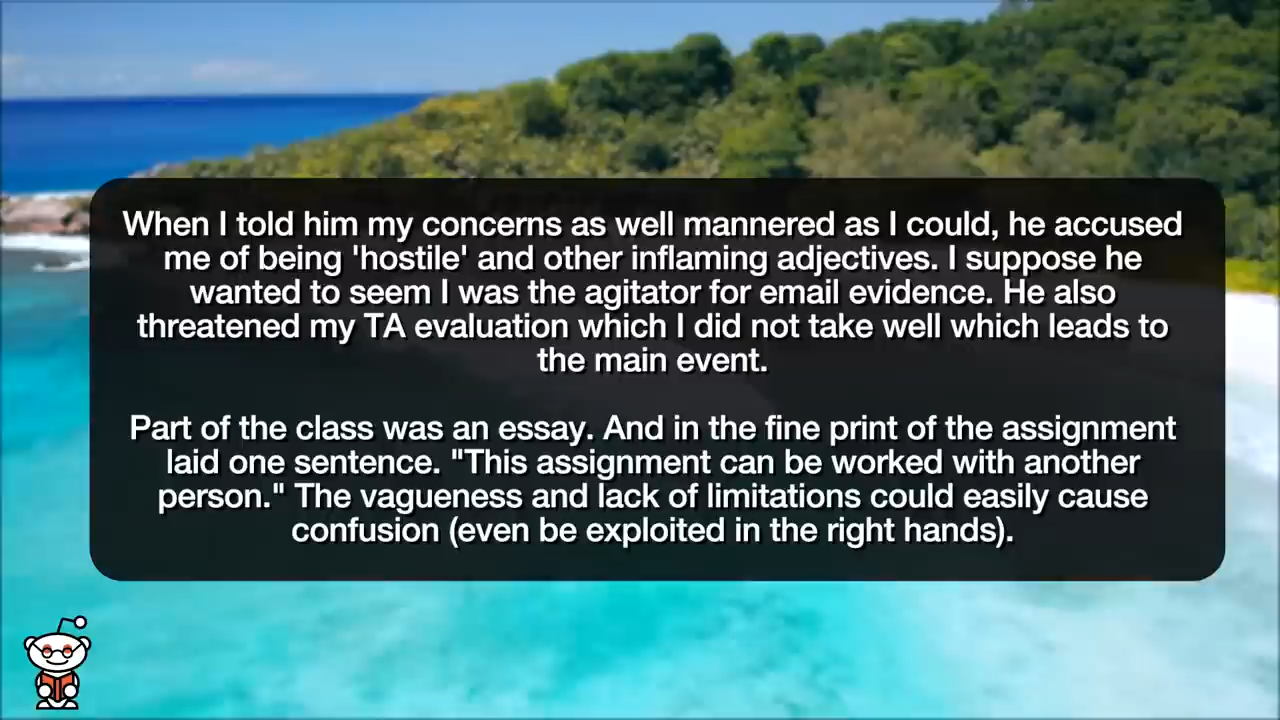 When I told him my concerns as well mannered as I could, he accused
me of being 'hostile' and other inflaming adjectives. I suppose he
wanted to seem I was the agitator for email evidence. He also
threatened my TA evaluation which I did not take well which leads to
the main event.
Part of the class was an essay. And in the fine print of the assignment
laid one sentence. "This assignment can be worked with another
person." The vagueness and lack of limitations could easily cause
confusion (even be exploited in the right hands).